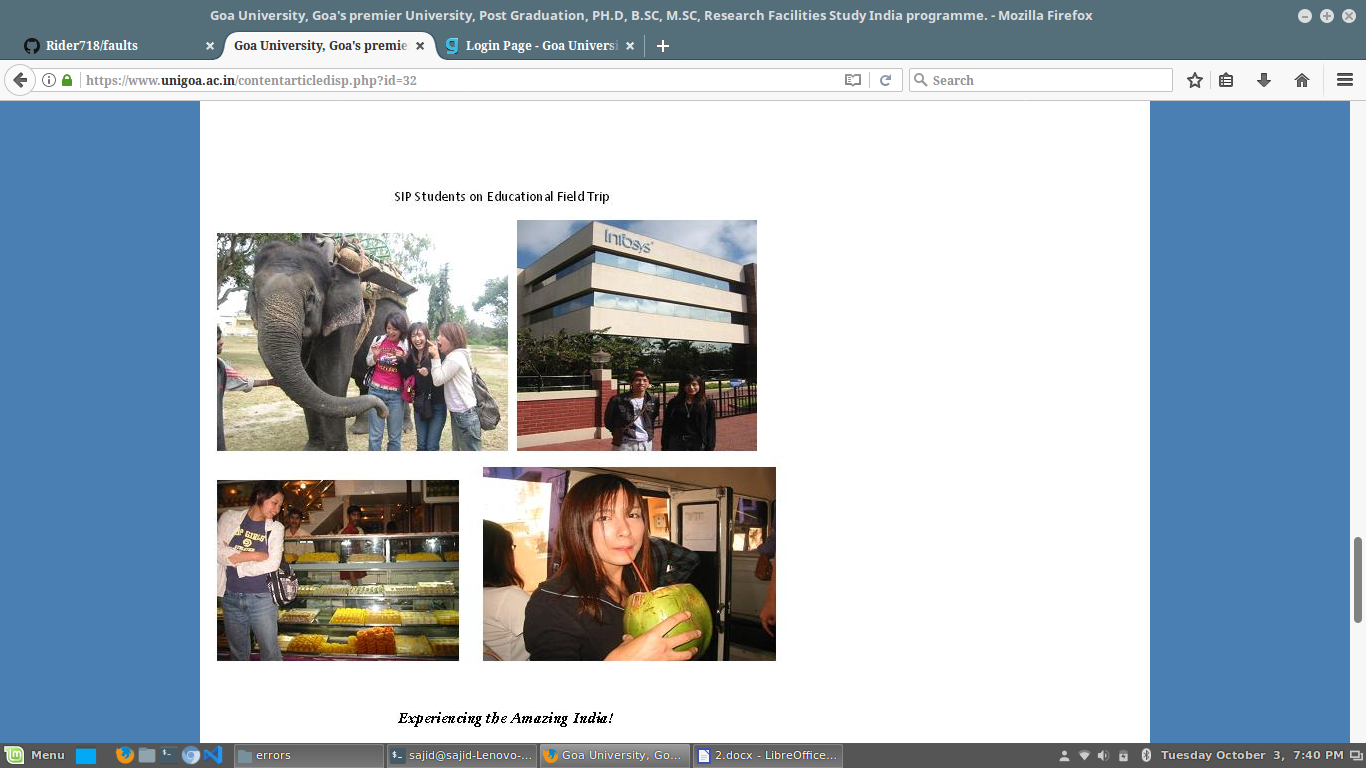 Goa University, Goa's premier University, Post Graduation, PH.D, B.SC, M.SC, Research Facilities Study India programme. - Mozilla Firefox
Rider718/faults
Goa University, Goa's premie
Login Page - Goa Universi
https://www.unigoa.ac.in/contentarticledisp.php?id=32
Search
SIP Students on Educational Field Trip
Infosys
GIRLS
Experiencing the Amazing India!
Menu
errors
sajid@sajid-Lenovo-...
Goa University, Go...
2.docx - LibreOffice...
Tuesday October 3, 7:40 PM